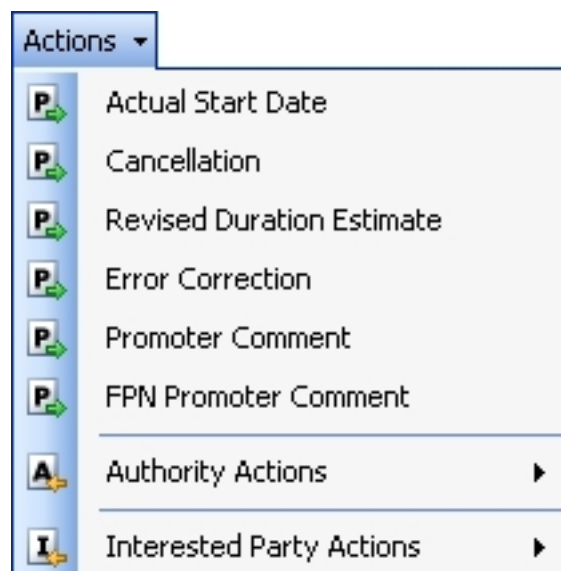 Actions
P Actual Start Date
P Cancellation
P Revised Duration Estimate
P Error Correction
P Promoter Comment
P FPN Promoter Comment
A Authority Actions
I Interested Party Actions